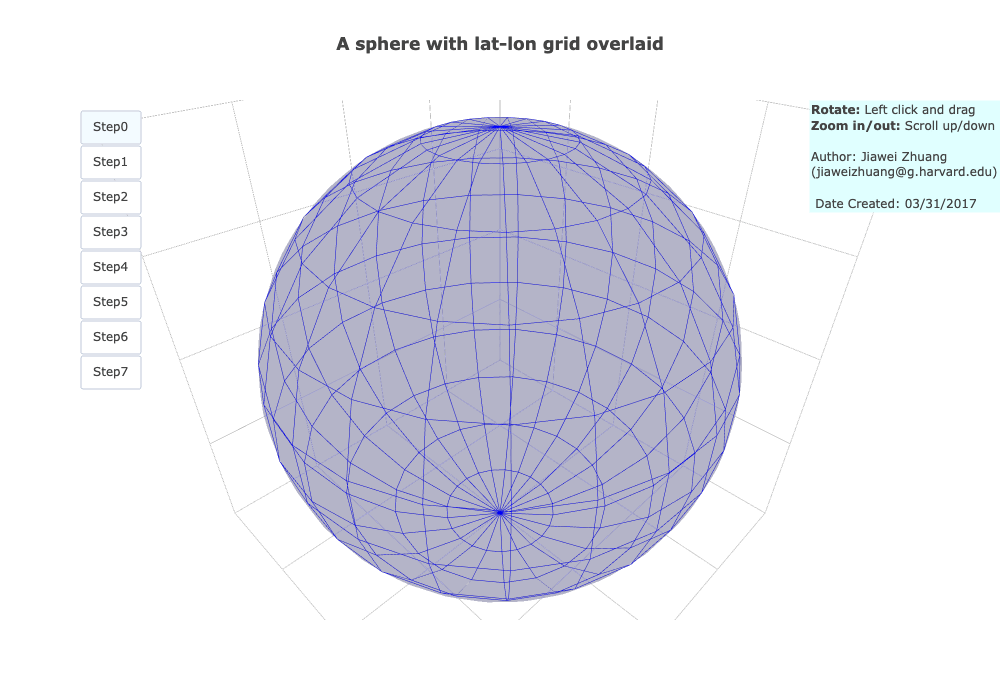 A sphere with lat-lon grid overlaid
Step0
Step1
Step2
Step3
Step4
Step5
Step6
Step7
Rotate: Left click and drag
Zoom in/out: Scroll up/down
Author: Jiawei Zhuang
(jiaweizhuang@g.harvard.edu)
Date Created: 03/31/2017